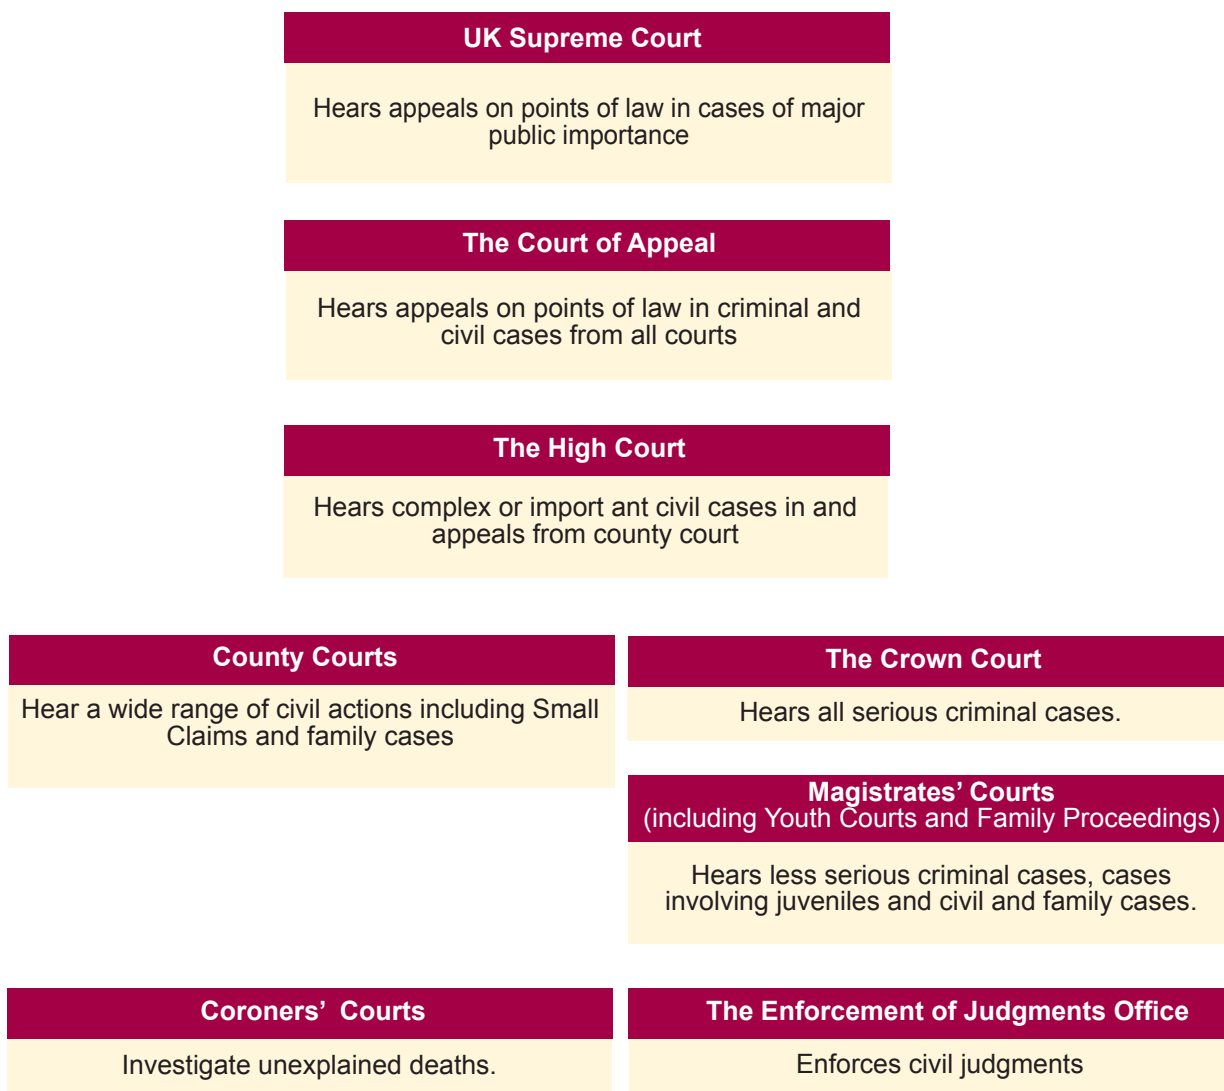 UK Supreme Court
Hears appeals on points of law in cases of major
public importance
The Court of Appeal
Hears appeals on points of law in criminal and
civil cases from all courts
The High Court
Hears complex or import ant civil cases in and
appeals from county court
County Courts
Hear a wide range of civil actions including Small
Claims and family cases
The Crown Court
Hears all serious criminal cases.
Magistrates’ Courts
(including Youth Courts and Family Proceedings)
Hears less serious criminal cases, cases
involving juveniles and civil and family cases.
Coroners’ Courts
Investigate unexplained deaths.
The Enforcement of Judgments Office
Enforces civil judgments